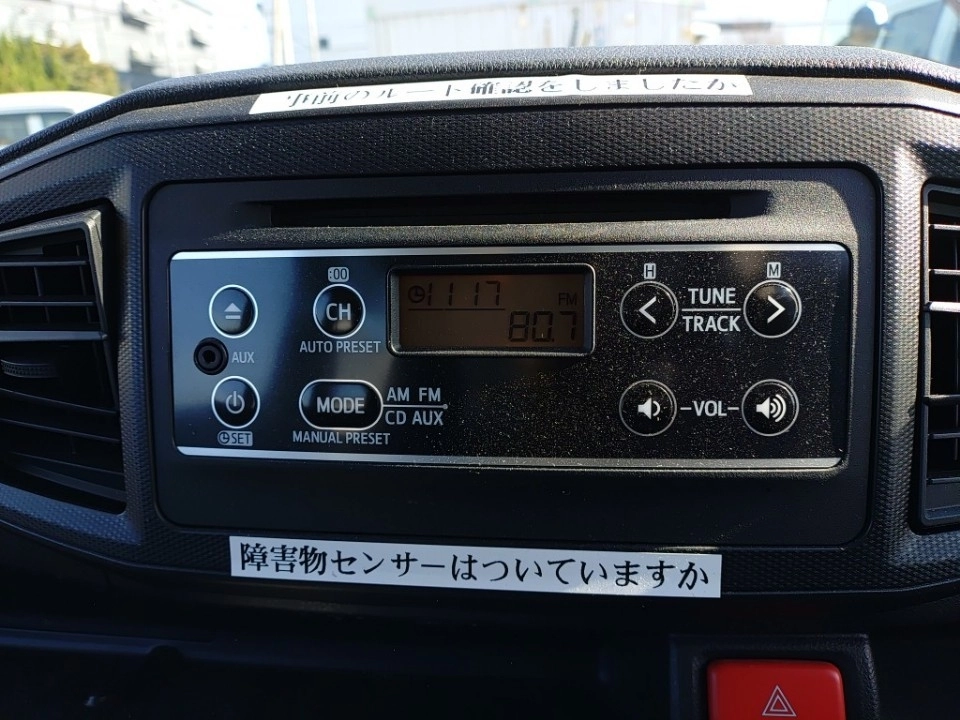 事前のルート確認をしましたか
:00
H
M
CH
AUTO PRESET
11 17
FM
80.7
TUNE
TRACK
AUX
MODE
AM FM
CD AUX
MANUAL PRESET
SET
-VOL-
障害物センサーはついていますか